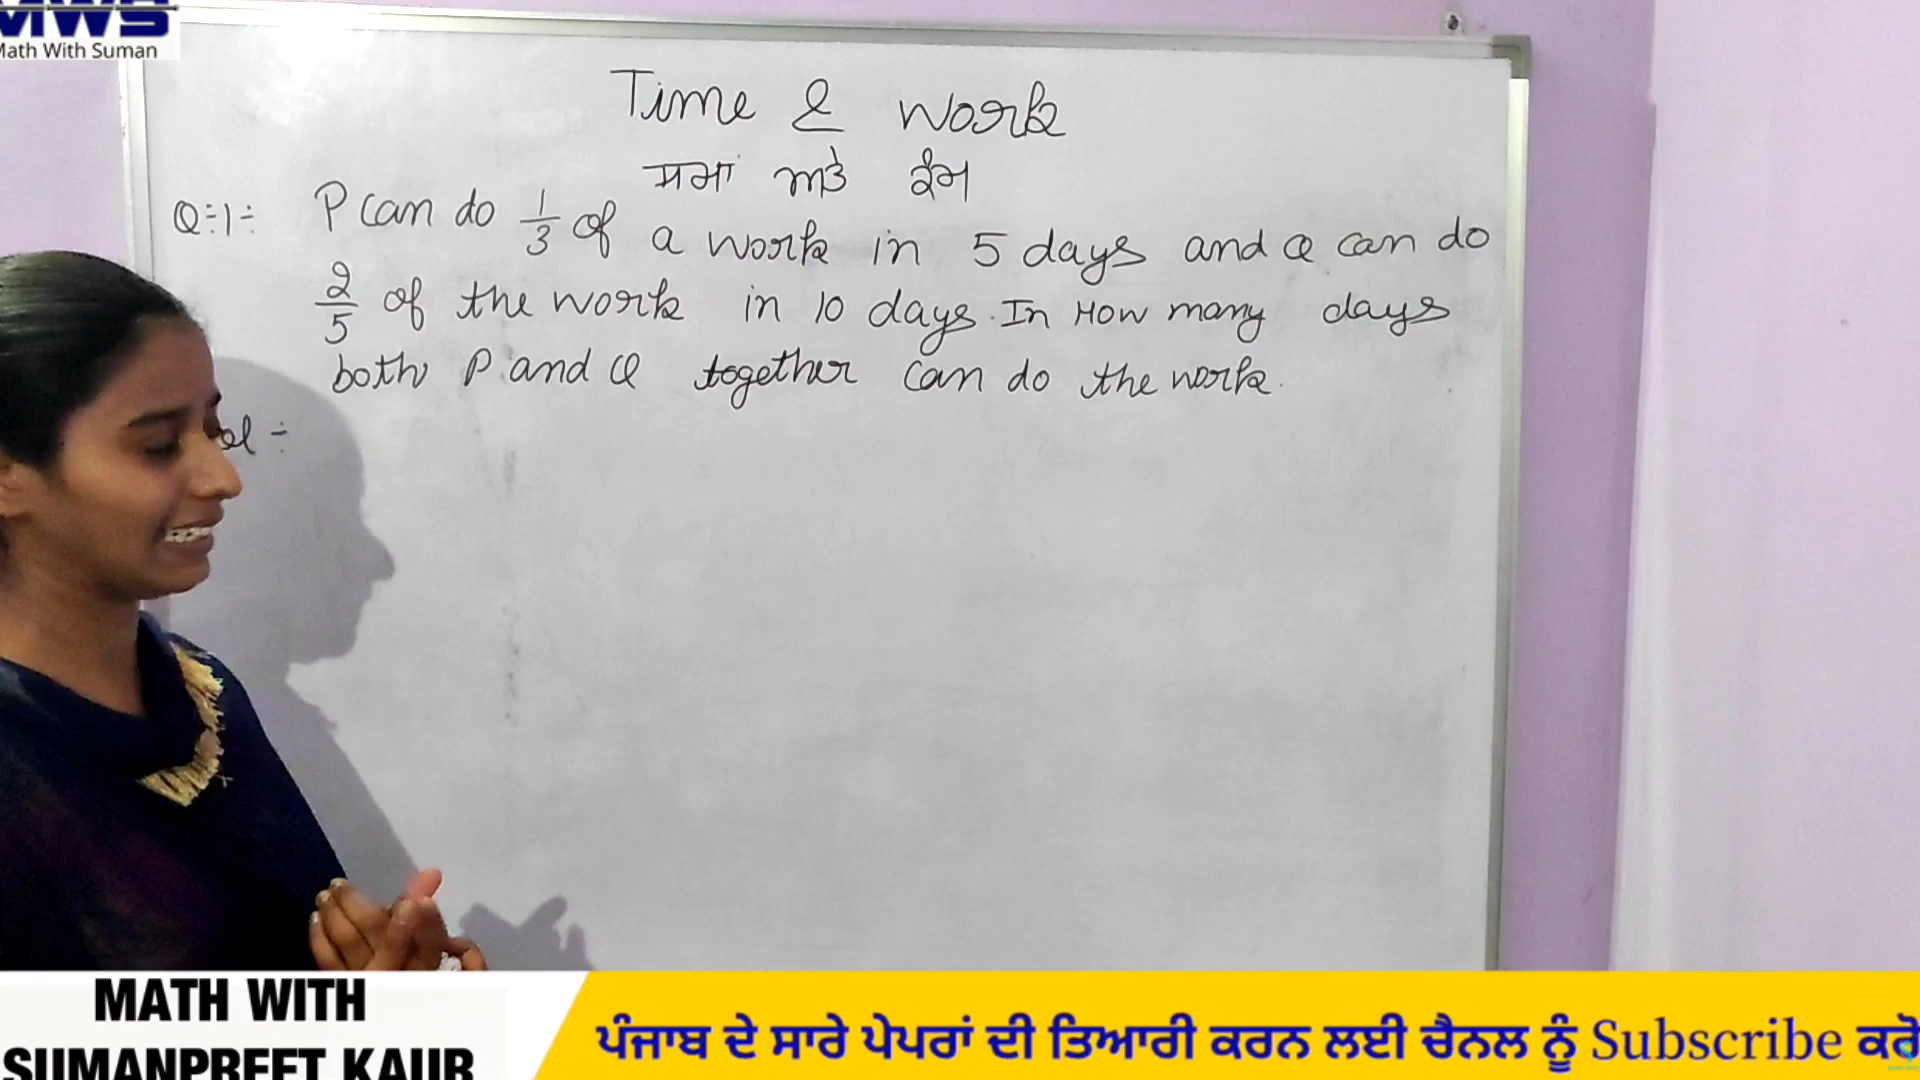 MWS
Math With Suman
Time & Work
ਸਮਾਂ ਅਤੇ ਕੰਮ
Q÷1÷ P can do 1/3 of a work in 5 days and Q can do
2/5 of the work in 10 days. In How many days
both P and Q together can do the work.
ol ÷
MATH WITH
SUMANPREET KAUR
ਪੰਜਾਬ ਦੇ ਸਾਰੇ ਪੇਪਰਾਂ ਦੀ ਤਿਆਰੀ ਕਰਨ ਲਈ ਚੈਨਲ ਨੂੰ Subscribe ਕਰੋ